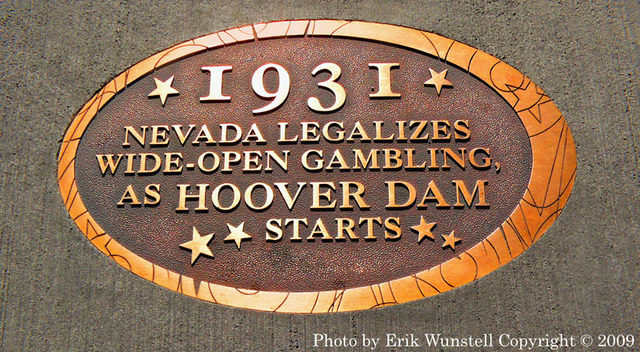 1931
NEVADA LEGALIZES
WIDE-OPEN GAMBLING,
AS HOOVER DAM
STARTS
Photo by Erik Wunstell Copyright © 2009